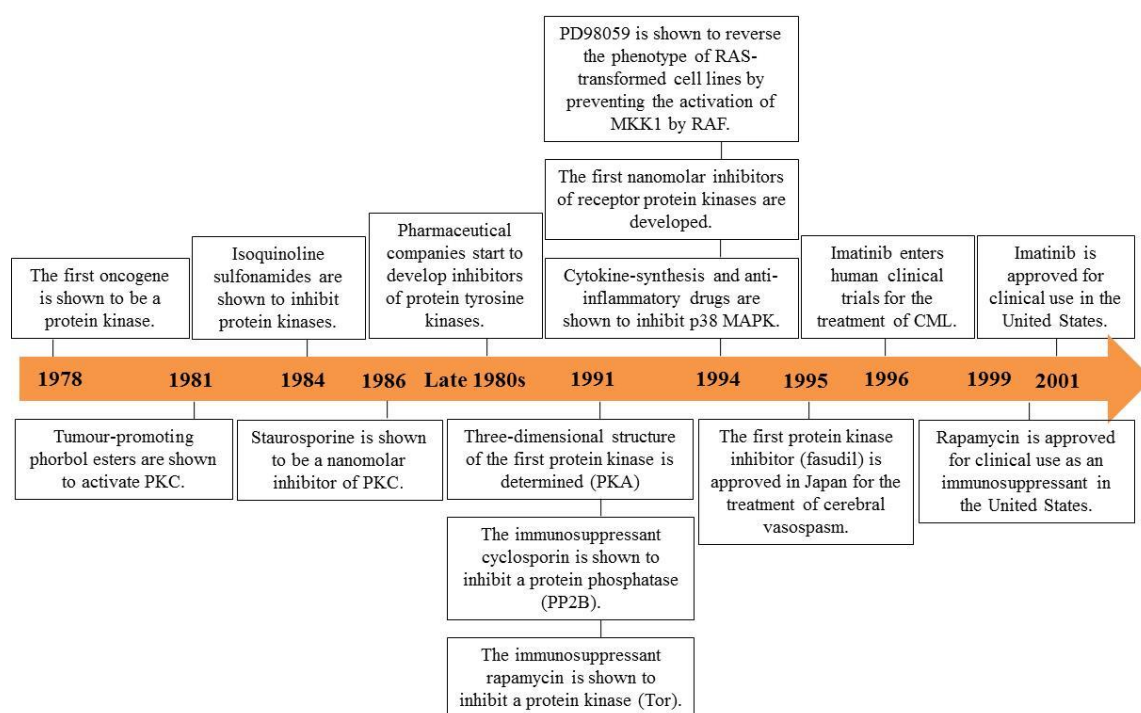 PD98059 is shown to reverse
the phenotype of RAS-
transformed cell lines by
preventing the activation of
MKK1 by RAF.
The first nanomolar inhibitors
of receptor protein kinases are
developed.
The first oncogene
is shown to be a
protein kinase.
Isoquinoline
sulfonamides are
shown to inhibit
protein kinases.
Pharmaceutical
companies start to
develop inhibitors
of protein tyrosine
kinases.
Cytokine-synthesis and anti-
inflammatory drugs are
shown to inhibit p38 MAPK.
Imatinib enters
human clinical
trials for the
treatment of CML.
Imatinib is
approved for
clinical use in the
United States.
1978 1981 1984 1986 Late 1980s 1991 1994 1995 1996 1999 2001
Tumour-promoting
phorbol esters are shown
to activate PKC.
Staurosporine is shown
to be a nanomolar
inhibitor of PKC.
Three-dimensional structure
of the first protein kinase is
determined (PKA)
The immunosuppressant
cyclosporin is shown to
inhibit a protein phosphatase
(PP2B).
The immunosuppressant
rapamycin is shown to
inhibit a protein kinase (Tor).
The first protein kinase
inhibitor (fasudil) is
approved in Japan for the
treatment of cerebral
vasospasm.
Rapamycin is approved
for clinical use as an
immunosuppressant in
the United States.